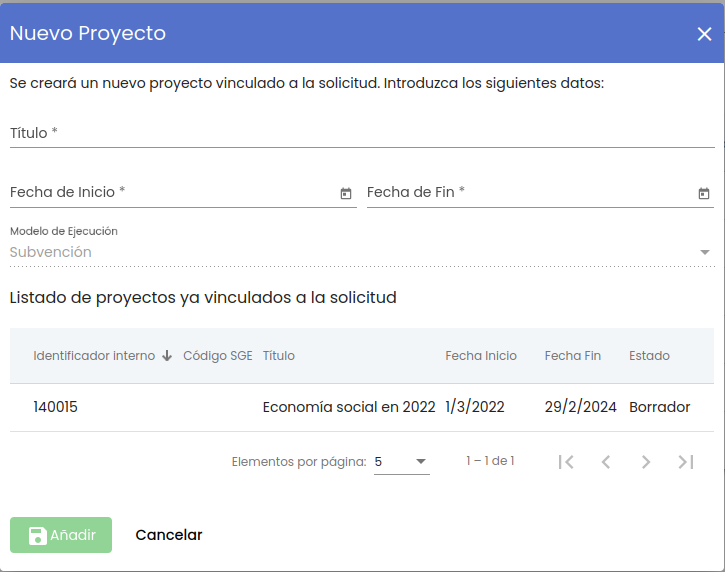 Nuevo Proyecto
Se creará un nuevo proyecto vinculado a la solicitud. Introduzca los siguientes datos:
Título *
Fecha de Inicio * Fecha de Fin *
Modelo de Ejecución
Subvención
Listado de proyectos ya vinculados a la solicitud
Identificador interno Código SGE Título Fecha Inicio Fecha Fin Estado
140015 Economía social en 2022 1/3/2022 29/2/2024 Borrador
Elementos por página: 5 1 – 1 de 1
Añadir Cancelar